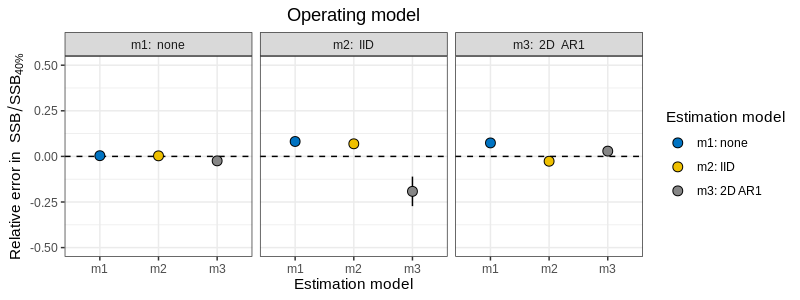 Operating model
m1: none
m2: IID
m3: 2D AR1
Relative error in SSB/SSB40%
0.50
0.25
0.00
-0.25
-0.50
m1 m2 m3
m1 m2 m3
m1 m2 m3
Estimation model
Estimation model
m1: none
m2: IID
m3: 2D AR1